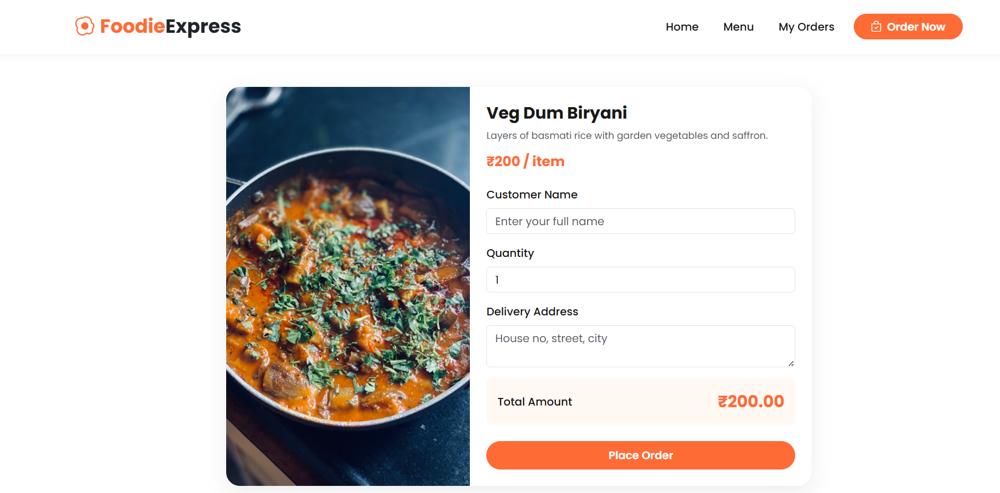 FoodieExpress
Home
Menu
My Orders
Order Now
Veg Dum Biryani
Layers of basmati rice with garden vegetables and saffron.
₹200 / item
Customer Name
Enter your full name
Quantity
1
Delivery Address
House no, street, city
Total Amount
₹200.00
Place Order